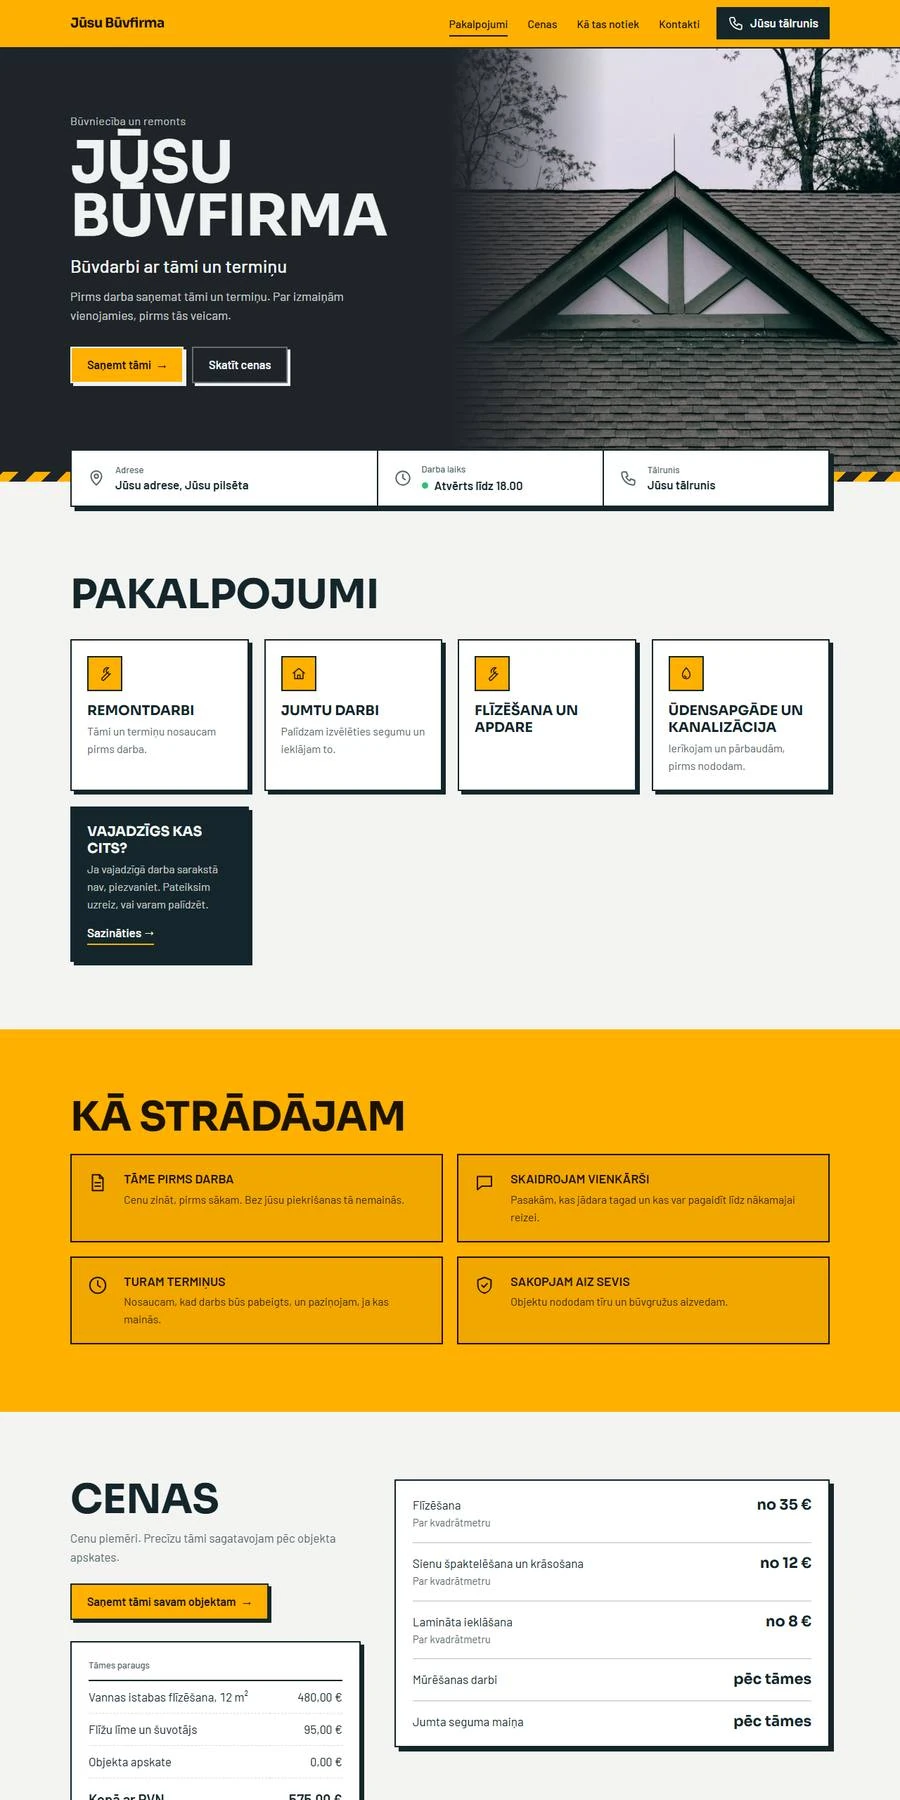 Jūsu Būvfirma
Pakalpojumi
Cenas
Kā tas notiek
Kontakti
Jūsu tālrunis
Būvniecība un remonts
JŪSU
BŪVFIRMA
Būvdarbi ar tāmi un termiņu
Pirms darba saņemat tāmi un termiņu. Par izmaiņām
vienojamies, pirms tās veicam.
Saņemt tāmi →
Skatīt cenas
Adrese
Jūsu adrese, Jūsu pilsēta
Darba laiks
Atvērts līdz 18.00
Tālrunis
Jūsu tālrunis
PAKALPOJUMI
REMONTDARBI
Tāmi un termiņu nosaucam
pirms darba.
JUMTU DARBI
Palīdzam izvēlēties segumu un
ieklājam to.
FLĪZĒŠANA UN
APDARE
ŪDENSAPGĀDE UN
KANALIZĀCIJA
Ierīkojam un pārbaudām,
pirms nododam.
VAJADZĪGS KAS
CITS?
Ja vajadzīgā darba sarakstā
nav, piezvaniet. Pateiksim
uzreiz, vai varam palīdzēt.
Sazināties →
KĀ STRĀDĀJAM
TĀME PIRMS DARBA
Cenu zināt, pirms sākam. Bez jūsu piekrišanas tā nemainās.
SKAIDROJAM VIENKĀRŠI
Pasakām, kas jādara tagad un kas var pagaidīt līdz nākamajai
reizei.
TURAM TERMIŅUS
Nosaucam, kad darbs būs pabeigts, un paziņojam, ja kas
mainās.
SAKOPJAM AIZ SEVIS
Objektu nododam tīru un būvgružus aizvedam.
CENAS
Cenu piemēri. Precīzu tāmi sagatavojam pēc objekta
apskates.
Saņemt tāmi savam objektam →
Tāmes paraugs
Vannas istabas flīzēšana, 12 m² 480,00 €
Flīžu līme un šuvotājs 95,00 €
Objekta apskate 0,00 €
Kopā ar PVN 575,00 €
Flīzēšana no 35 €
Par kvadrātmetru
Sienu špaktelēšana un krāsošana no 12 €
Par kvadrātmetru
Lamināta ieklāšana no 8 €
Par kvadrātmetru
Mūrēšanas darbi pēc tāmes
Jumta seguma maiņa pēc tāmes